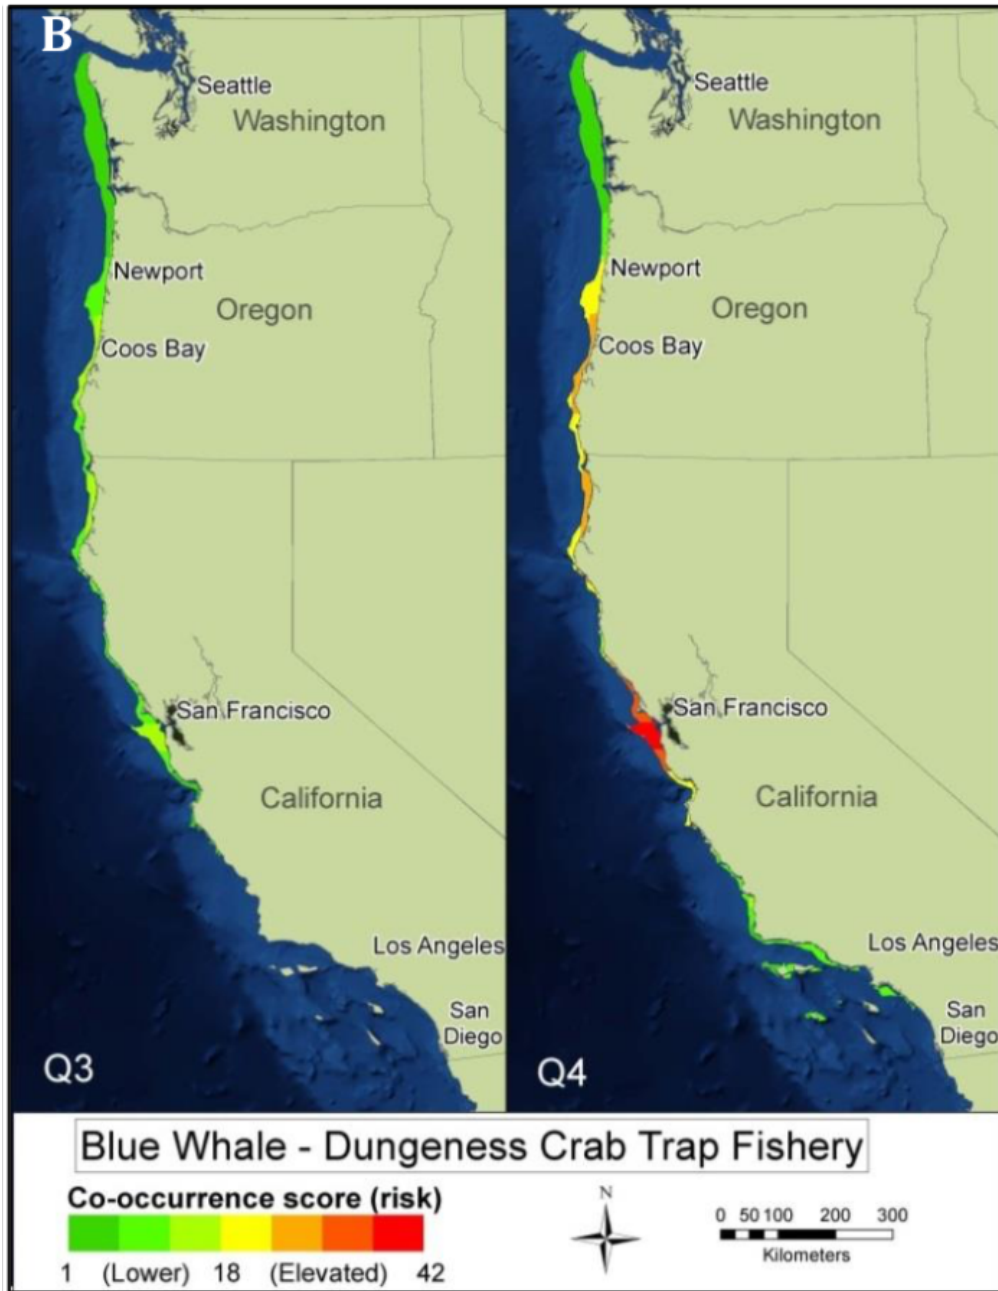 B
Seattle
Washington
Newport
Oregon
Coos Bay
San Francisco
California
Los Angeles
San
Diego
Q3
Seattle
Washington
Newport
Oregon
Coos Bay
San Francisco
California
Los Angeles
San
Diego
Q4
Blue Whale - Dungeness Crab Trap Fishery
Co-occurrence score (risk)
1 (Lower) 18 (Elevated) 42
N
0 50 100 200 300
Kilometers